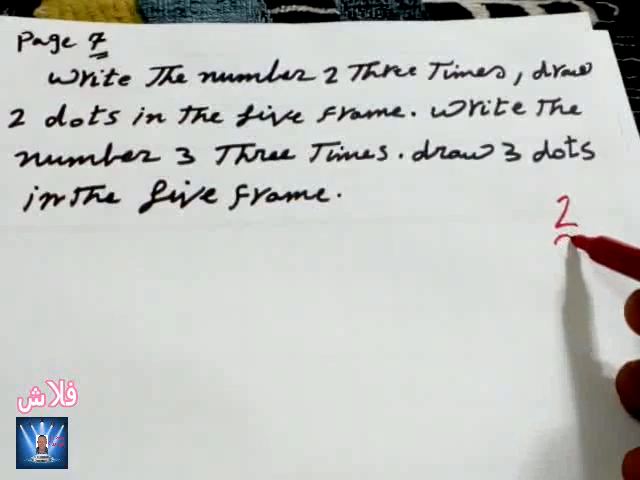 Page 7
Write The number 2 Three Times, draw
2 dots in the five frame. Write the
number 3 Three Times. draw 3 dots
in the five frame.
2
فلاش